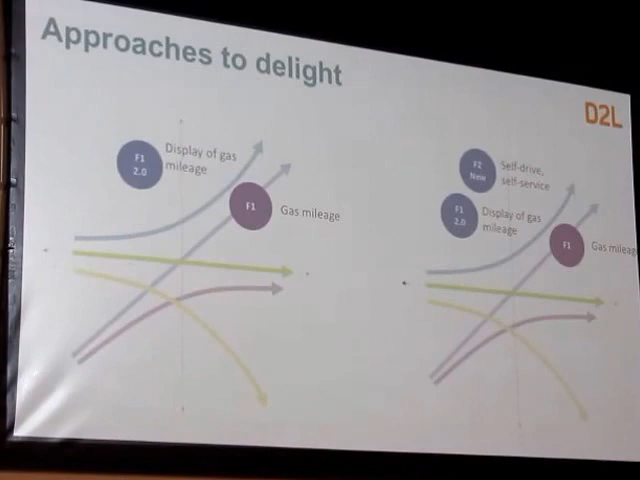 Approaches to delight
D2L
F1
2.0
Display of gas
mileage
F1
Gas mileage
F2
New
Self-drive,
self-service
F1
2.0
Display of gas
mileage
F1
Gas mileag